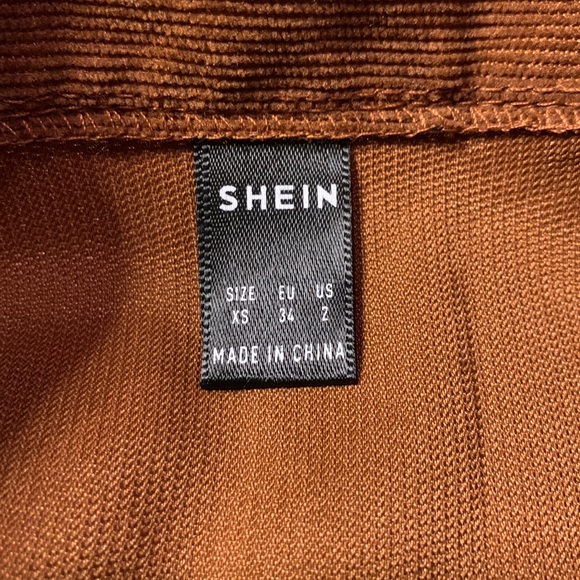 SHEIN
SIZE EU US
XS 34 2
MADE IN CHINA